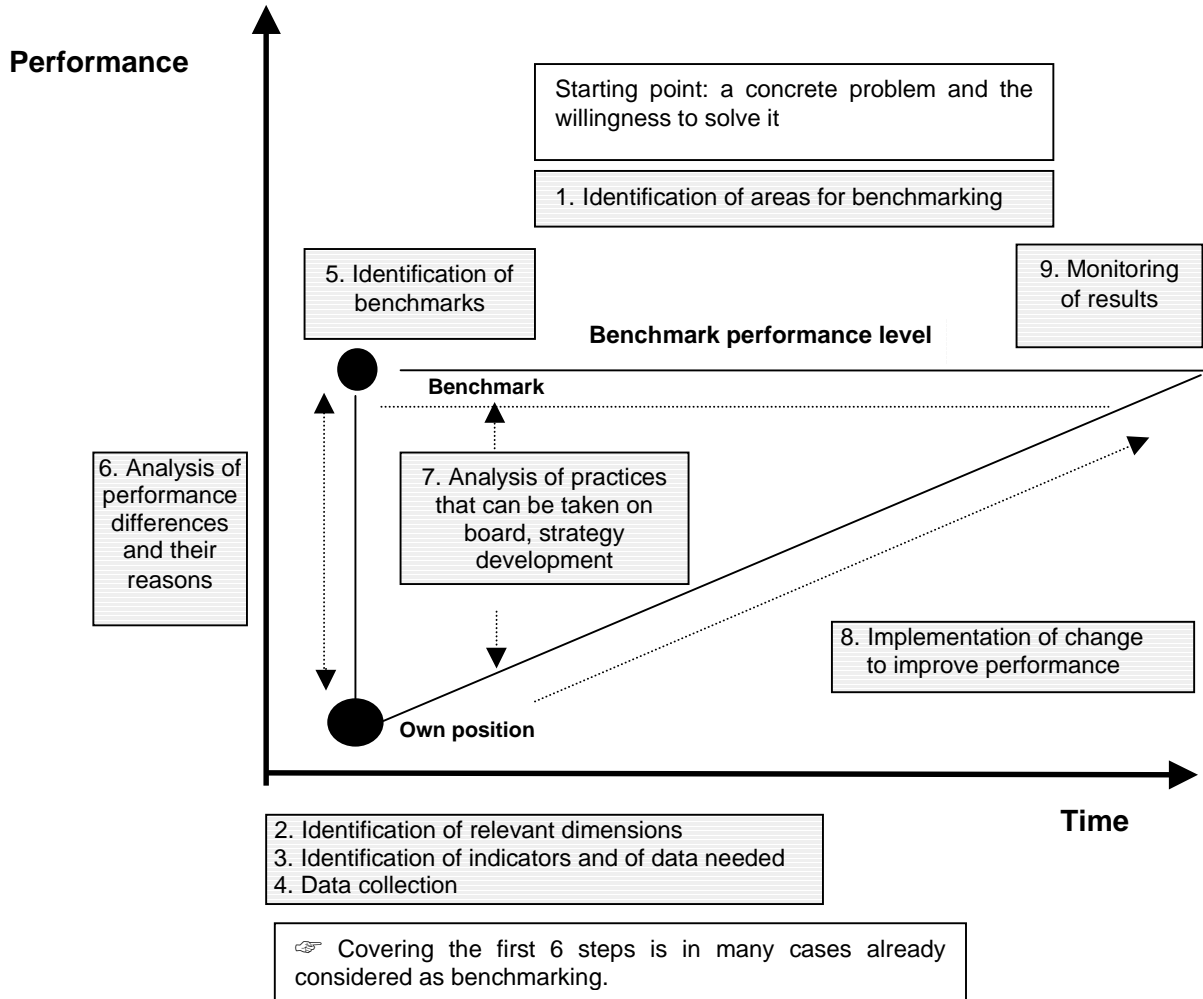 Performance
Starting point: a concrete problem and the
willingness to solve it
1. Identification of areas for benchmarking
5. Identification of
benchmarks
9. Monitoring
of results
Benchmark performance level
Benchmark
6. Analysis of
performance
differences
and their
reasons
7. Analysis of practices
that can be taken on
board, strategy
development
8. Implementation of change
to improve performance
Own position
Time
2. Identification of relevant dimensions
3. Identification of indicators and of data needed
4. Data collection
☞ Covering the first 6 steps is in many cases already
considered as benchmarking.